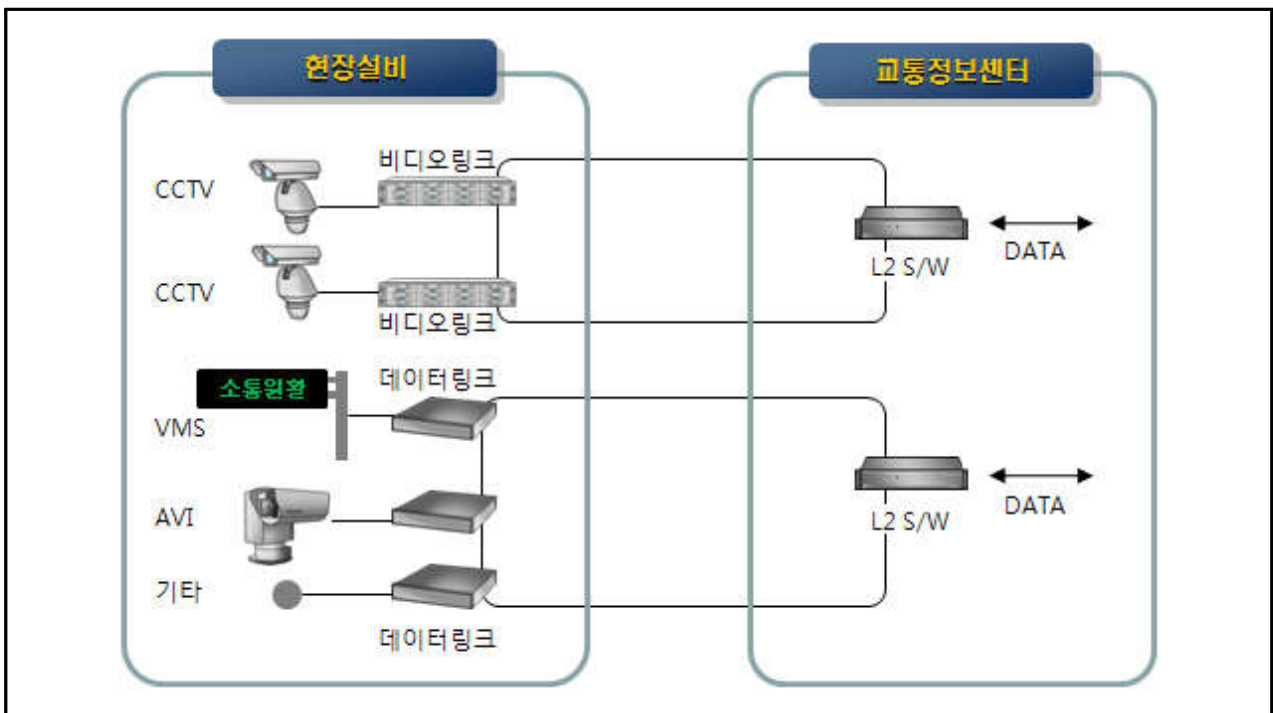 현장설비
교통정보센터
비디오링크
CCTV
L2 S/W
DATA
CCTV
비디오링크
소통원활
데이터링크
VMS
AVI
L2 S/W
DATA
기타
데이터링크